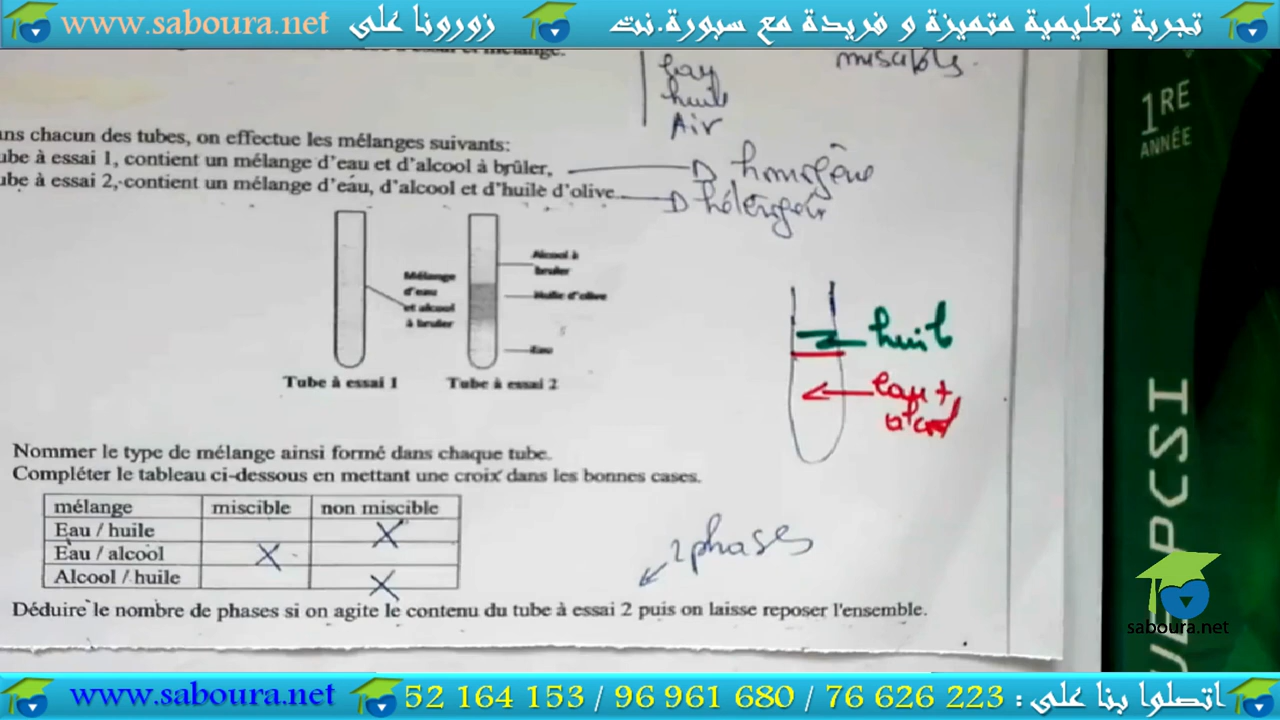 www.saboura.net زورونا على تجربة تعليمية متميزة و فريدة مع سبورة.نت
et mélange.
eau
huile
Air
ns chacun des tubes, on effectue les mélanges suivants:
ube à essai 1, contient un mélange d'eau et d'alcool à brûler, homogène
ube à essai 2, contient un mélange d'eau, d'alcool et d'huile d'olive
Mélange
d'eau
et alcool
à bruler
Alcool à
bruler
Huile d'olive
Eau
Tube à essai 1 Tube à essai 2
huile
eau +
alcool
Nommer le type de mélange ainsi formé dans chaque tube.
Compléter le tableau ci-dessous en mettant une croix dans les bonnes cases.
mélange miscible non miscible
Eau / huile X
Eau / alcool X
Alcool / huile X
2 phases
Déduire le nombre de phases si on agite le contenu du tube à essai 2 puis on laisse reposer l'ensemble.
1RE
ANNÉE
PCSI
saboura.net
www.saboura.net 52 164 153 / 96 961 680 / 76 626 223 : اتصلوا بنا على